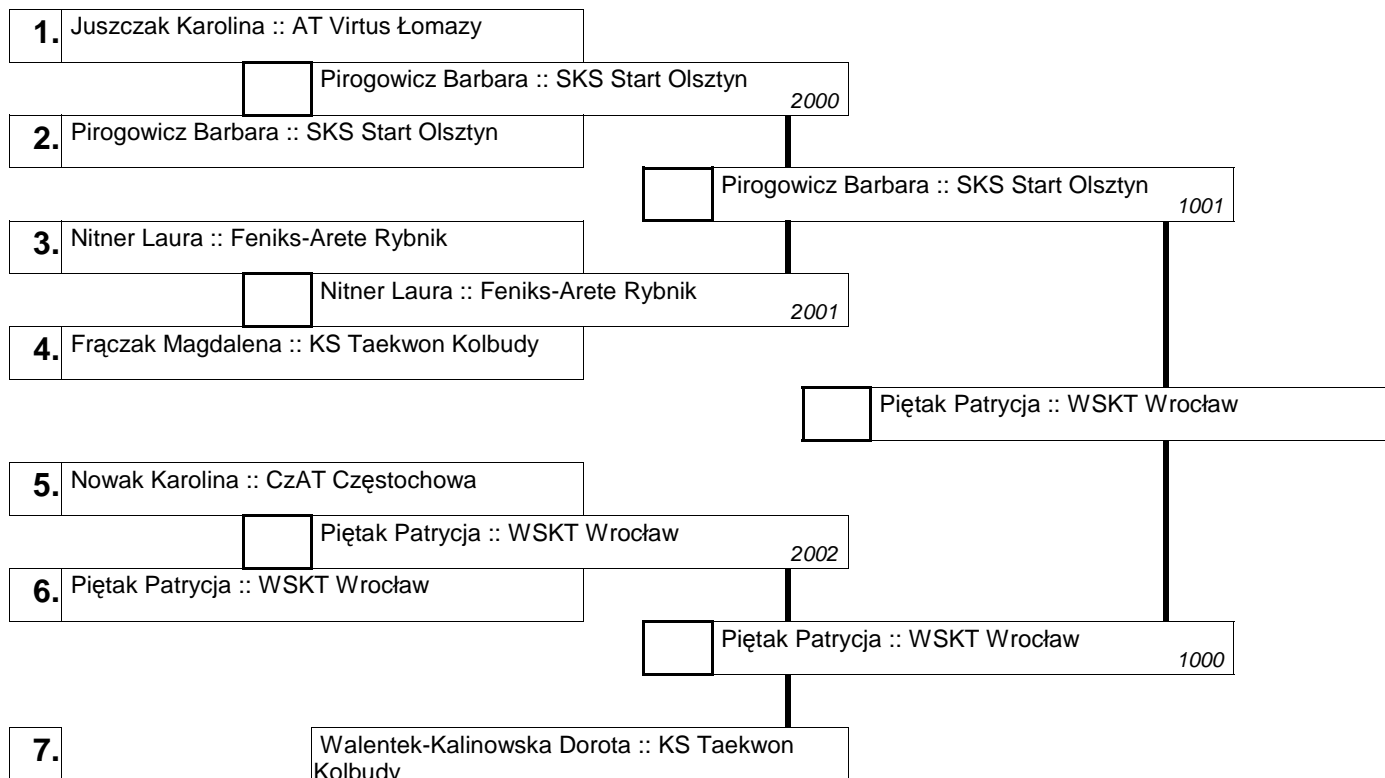 1. Juszczak Karolina :: AT Virtus Łomazy
Pirogowicz Barbara :: SKS Start Olsztyn
2000
2. Pirogowicz Barbara :: SKS Start Olsztyn
Pirogowicz Barbara :: SKS Start Olsztyn
1001
3. Nitner Laura :: Feniks-Arete Rybnik
Nitner Laura :: Feniks-Arete Rybnik
2001
4. Frączak Magdalena :: KS Taekwon Kolbudy
Piętak Patrycja :: WSKT Wrocław
5. Nowak Karolina :: CzAT Częstochowa
Piętak Patrycja :: WSKT Wrocław
2002
6. Piętak Patrycja :: WSKT Wrocław
Piętak Patrycja :: WSKT Wrocław
1000
7. Walentek-Kalinowska Dorota :: KS Taekwon
Kolbudy